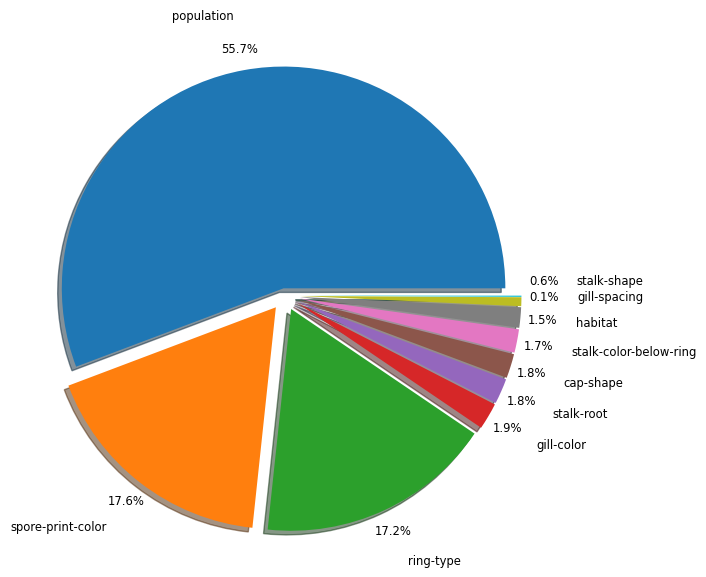 population
55.7%
0.6% stalk-shape
0.1% gill-spacing
1.5% habitat
1.7% stalk-color-below-ring
1.8% cap-shape
1.8% stalk-root
1.9% gill-color
17.6%
spore-print-color
17.2%
ring-type